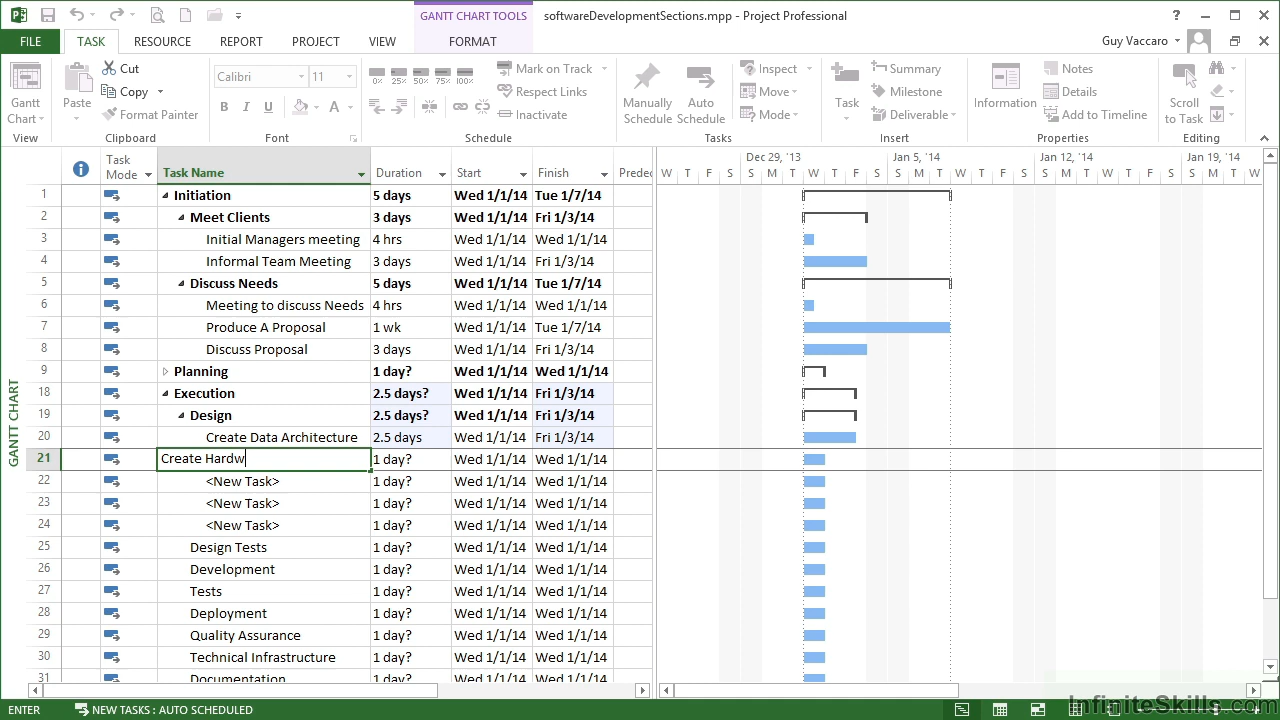 GANTT CHART TOOLS
softwareDevelopmentSections.mpp - Project Professional
?
FILE TASK RESOURCE REPORT PROJECT VIEW FORMAT
Guy Vaccaro
Gantt
Chart
View
Paste
Cut
Copy
Format Painter
Clipboard
Calibri 11
B I U A
Font
0% 25% 50% 75% 100%
Mark on Track
Respect Links
Inactivate
Schedule
Manually
Schedule
Auto
Schedule
Inspect
Move
Mode
Tasks
Task
Summary
Milestone
Deliverable
Insert
Information
Notes
Details
Add to Timeline
Properties
Scroll
to Task
Editing
GANTT CHART
Task
Mode
Task Name Duration Start Finish Predec
Dec 29, '13 Jan 5, '14 Jan 12, '14 Jan 19, '14
W T F S S M T W T F S S M T W T F S S M T W T F S S M T W
1 Initiation 5 days Wed 1/1/14 Tue 1/7/14
2 Meet Clients 3 days Wed 1/1/14 Fri 1/3/14
3 Initial Managers meeting 4 hrs Wed 1/1/14 Wed 1/1/14
4 Informal Team Meeting 3 days Wed 1/1/14 Fri 1/3/14
5 Discuss Needs 5 days Wed 1/1/14 Tue 1/7/14
6 Meeting to discuss Needs 4 hrs Wed 1/1/14 Wed 1/1/14
7 Produce A Proposal 1 wk Wed 1/1/14 Tue 1/7/14
8 Discuss Proposal 3 days Wed 1/1/14 Fri 1/3/14
9 Planning 1 day? Wed 1/1/14 Wed 1/1/14
18 Execution 2.5 days? Wed 1/1/14 Fri 1/3/14
19 Design 2.5 days? Wed 1/1/14 Fri 1/3/14
20 Create Data Architecture 2.5 days Wed 1/1/14 Fri 1/3/14
21 Create Hardw 1 day? Wed 1/1/14 Wed 1/1/14
22 <New Task> 1 day? Wed 1/1/14 Wed 1/1/14
23 <New Task> 1 day? Wed 1/1/14 Wed 1/1/14
24 <New Task> 1 day? Wed 1/1/14 Wed 1/1/14
25 Design Tests 1 day? Wed 1/1/14 Wed 1/1/14
26 Development 1 day? Wed 1/1/14 Wed 1/1/14
27 Tests 1 day? Wed 1/1/14 Wed 1/1/14
28 Deployment 1 day? Wed 1/1/14 Wed 1/1/14
29 Quality Assurance 1 day? Wed 1/1/14 Wed 1/1/14
30 Technical Infrastructure 1 day? Wed 1/1/14 Wed 1/1/14
31 Documentation 1 day? Wed 1/1/14 Wed 1/1/14
ENTER NEW TASKS : AUTO SCHEDULED
InfiniteSkills.com